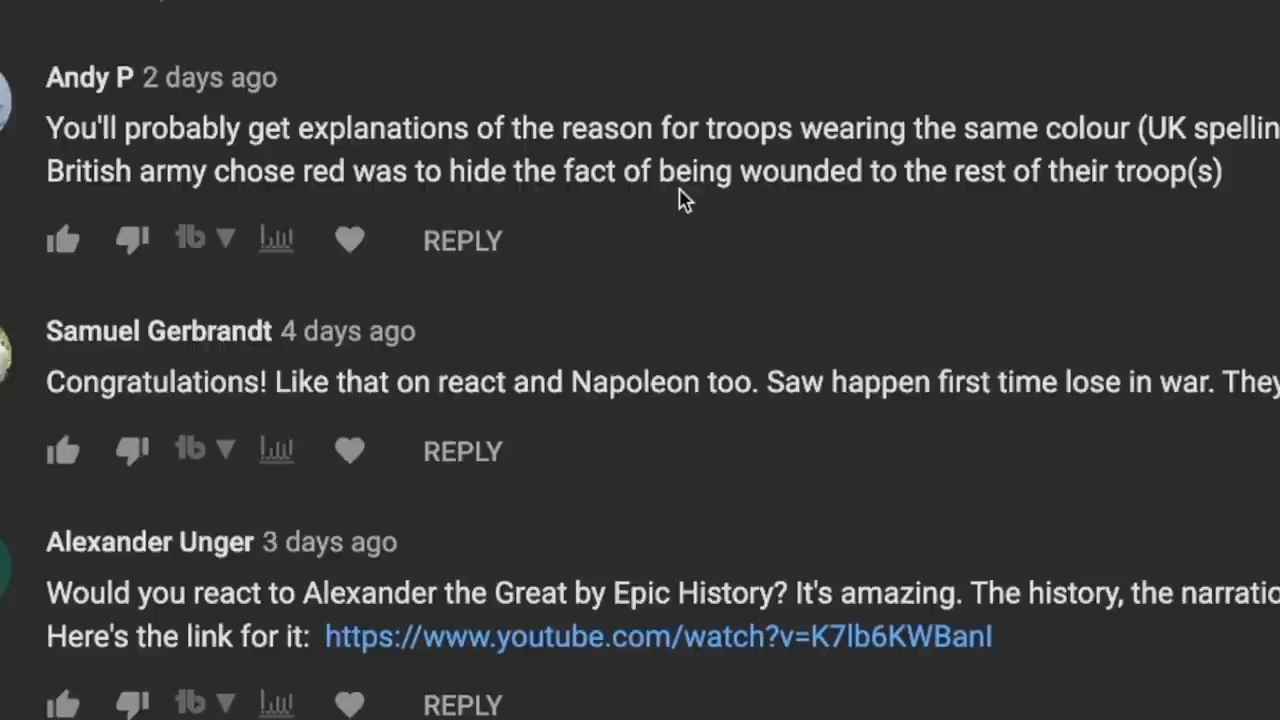 Andy P 2 days ago
You'll probably get explanations of the reason for troops wearing the same colour (UK spellin
British army chose red was to hide the fact of being wounded to the rest of their troop(s)
REPLY
Samuel Gerbrandt 4 days ago
Congratulations! Like that on react and Napoleon too. Saw happen first time lose in war. They
REPLY
Alexander Unger 3 days ago
Would you react to Alexander the Great by Epic History? It's amazing. The history, the narratio
Here's the link for it: https://www.youtube.com/watch?v=K7lb6KWBanI
REPLY